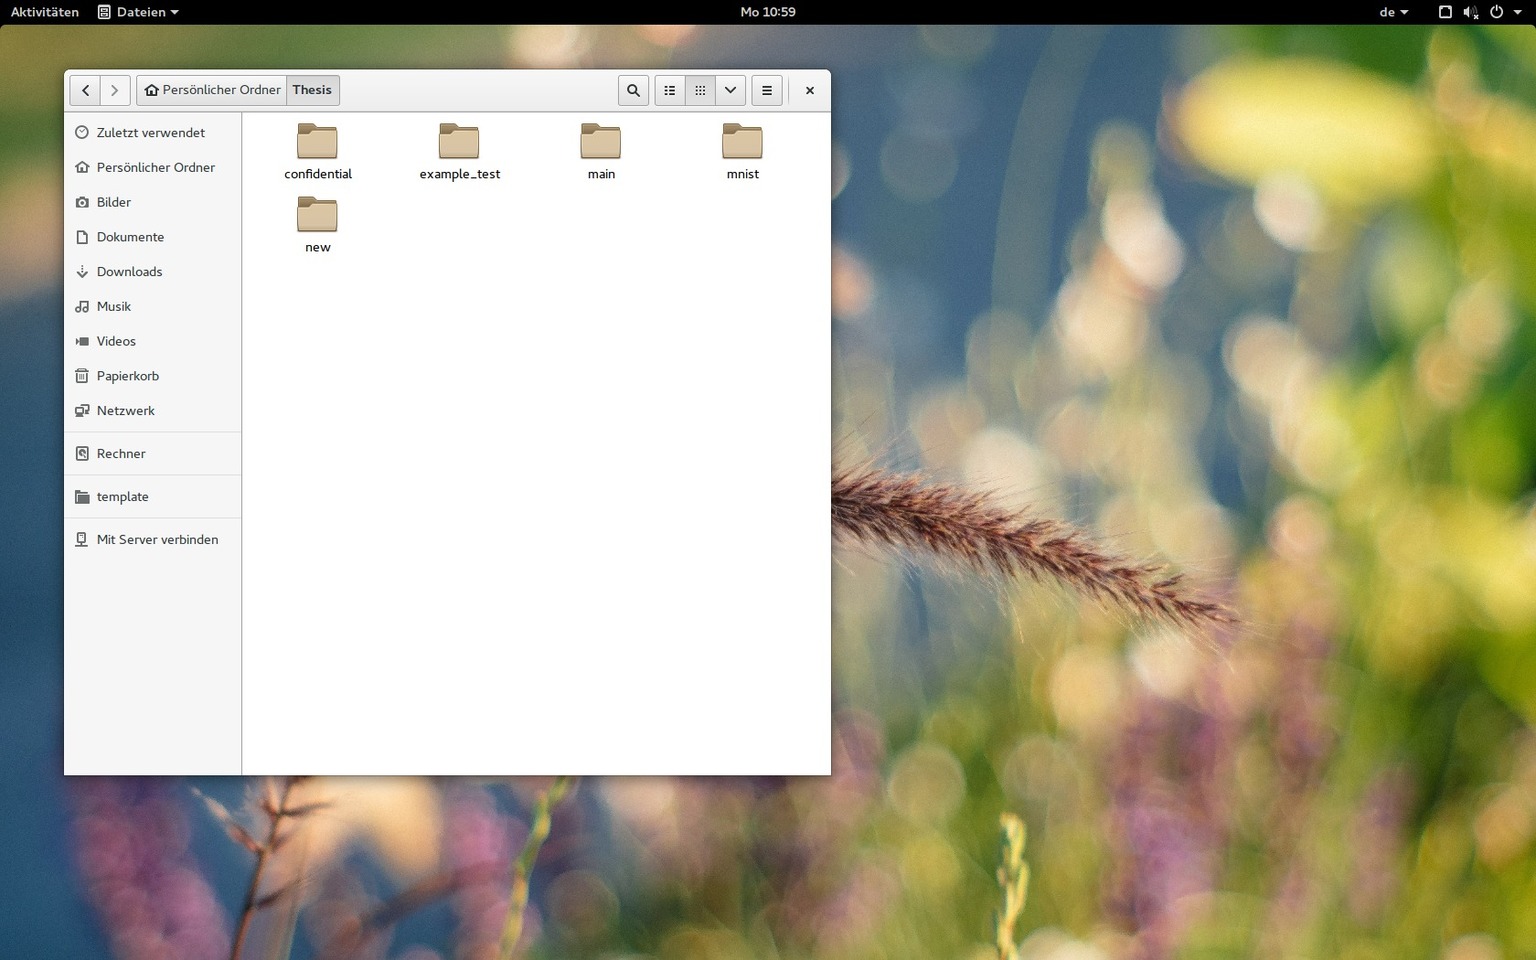 Aktivitäten Dateien Mo 10:59 de
Persönlicher Ordner Thesis
Zuletzt verwendet
Persönlicher Ordner
Bilder
Dokumente
Downloads
Musik
Videos
Papierkorb
Netzwerk
Rechner
template
Mit Server verbinden
confidential example_test main mnist
new